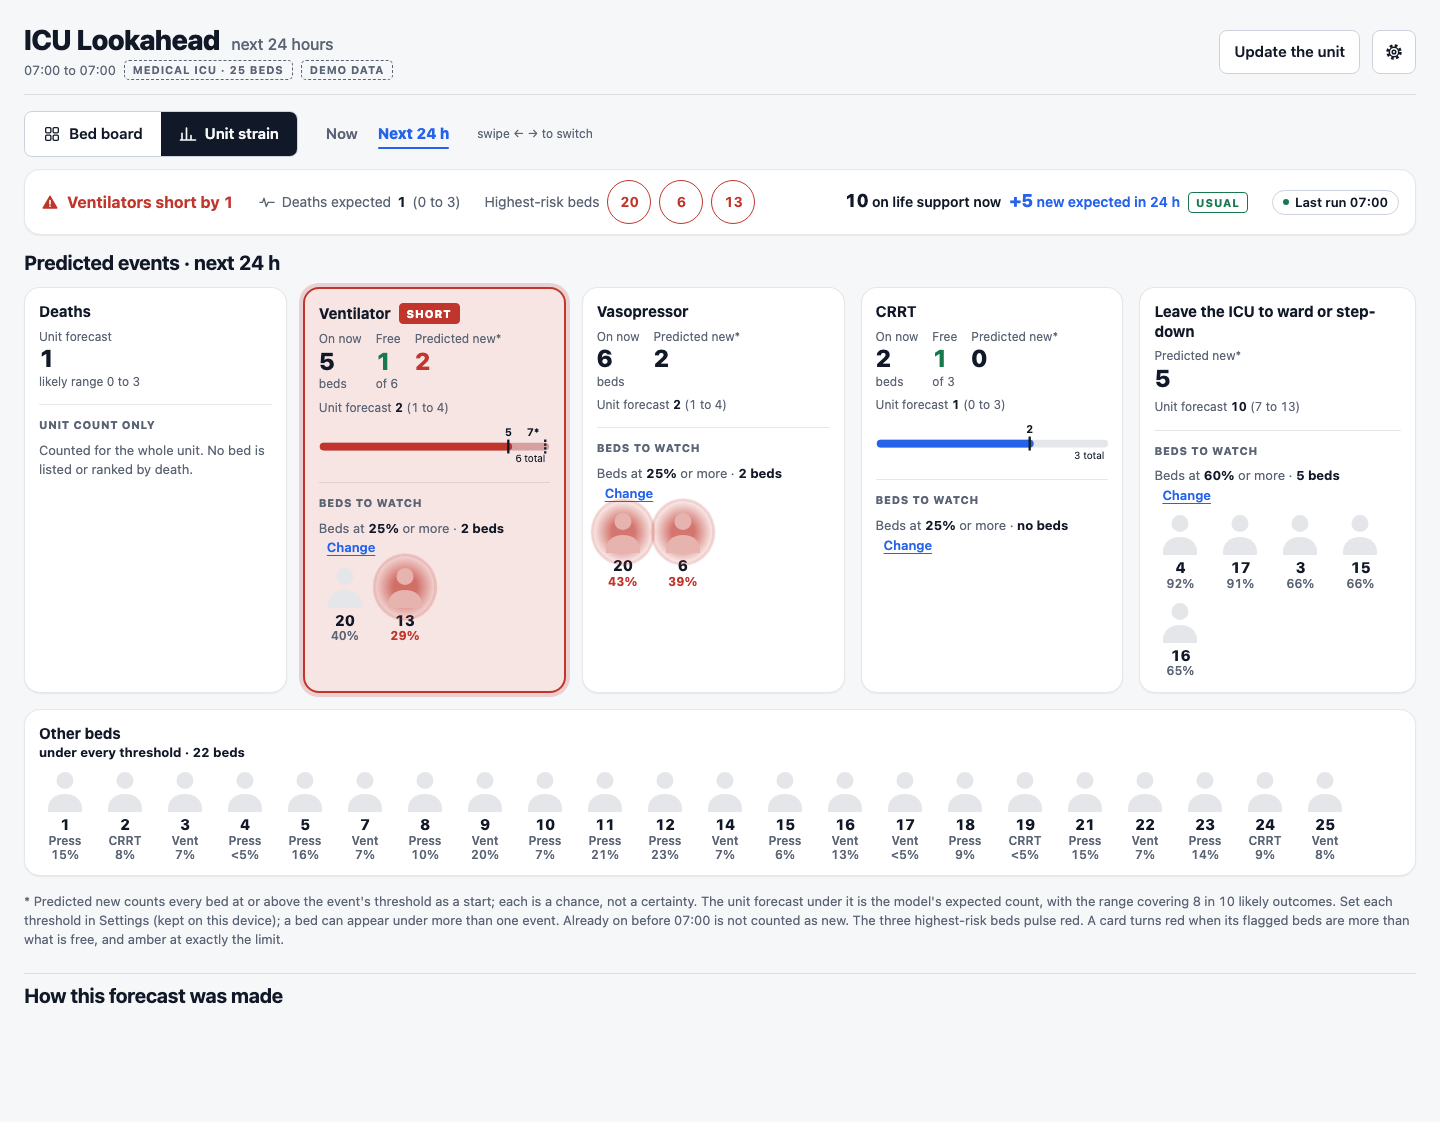 ICU Lookahead next 24 hours
07:00 to 07:00 MEDICAL ICU · 25 BEDS DEMO DATA
Update the unit
Bed board Unit strain Now Next 24 h swipe ← → to switch
Ventilators short by 1 Deaths expected 1 (0 to 3) Highest-risk beds 20 6 13 10 on life support now +5 new expected in 24 h USUAL Last run 07:00
Predicted events · next 24 h
Deaths
Unit forecast
1
likely range 0 to 3
UNIT COUNT ONLY
Counted for the whole unit. No bed is
listed or ranked by death.
Ventilator SHORT
On now Free Predicted new*
5 1 2
beds of 6
Unit forecast 2 (1 to 4)
5 7*
6 total
BEDS TO WATCH
Beds at 25% or more · 2 beds
Change
20 13
40% 29%
Vasopressor
On now Predicted new*
6 2
beds
Unit forecast 2 (1 to 4)
BEDS TO WATCH
Beds at 25% or more · 2 beds
Change
20 6
43% 39%
CRRT
On now Free Predicted new*
2 1 0
beds of 3
Unit forecast 1 (0 to 3)
2
3 total
BEDS TO WATCH
Beds at 25% or more · no beds
Change
Leave the ICU to ward or step-
down
Predicted new*
5
Unit forecast 10 (7 to 13)
BEDS TO WATCH
Beds at 60% or more · 5 beds
Change
4 17 3 15
92% 91% 66% 66%
16
65%
Other beds
under every threshold · 22 beds
1 2 3 4 5 7 8 9 10 11 12 14 15 16 17 18 19 21 22 23 24 25
Press CRRT Vent Press Press Vent Press Vent Press Press Press Vent Press Vent Vent Press CRRT Press Vent Press CRRT Vent
15% 8% 7% <5% 16% 7% 10% 20% 7% 21% 23% 7% 6% 13% <5% 9% <5% 15% 7% 14% 9% 8%
* Predicted new counts every bed at or above the event's threshold as a start; each is a chance, not a certainty. The unit forecast under it is the model's expected count, with the range covering 8 in 10 likely outcomes. Set each
threshold in Settings (kept on this device); a bed can appear under more than one event. Already on before 07:00 is not counted as new. The three highest-risk beds pulse red. A card turns red when its flagged beds are more than
what is free, and amber at exactly the limit.
How this forecast was made